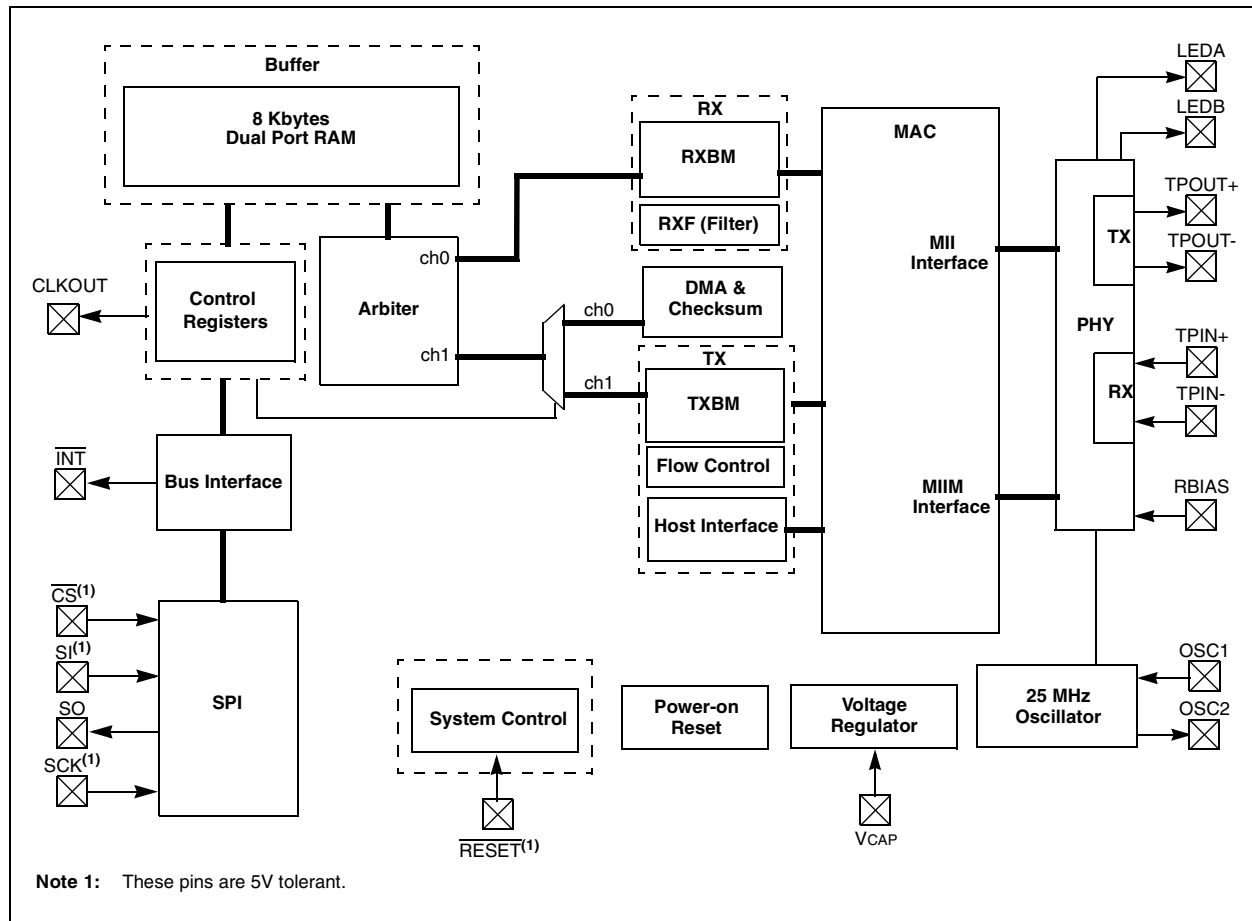 Buffer
8 Kbytes
Dual Port RAM
CLKOUT
Control
Registers
Arbiter
ch0
ch1
ch0
ch1
RX
RXBM
RXF (Filter)
DMA &
Checksum
TX
TXBM
Flow Control
Host Interface
MAC
MII
Interface
MIIM
Interface
PHY
TX
RX
LEDA
LEDB
TPOUT+
TPOUT-
TPIN+
TPIN-
RBIAS
INT
Bus Interface
CS(1)
SI(1)
SO
SCK(1)
SPI
System Control
RESET(1)
Power-on
Reset
Voltage
Regulator
VCAP
25 MHz
Oscillator
OSC1
OSC2
Note 1: These pins are 5V tolerant.